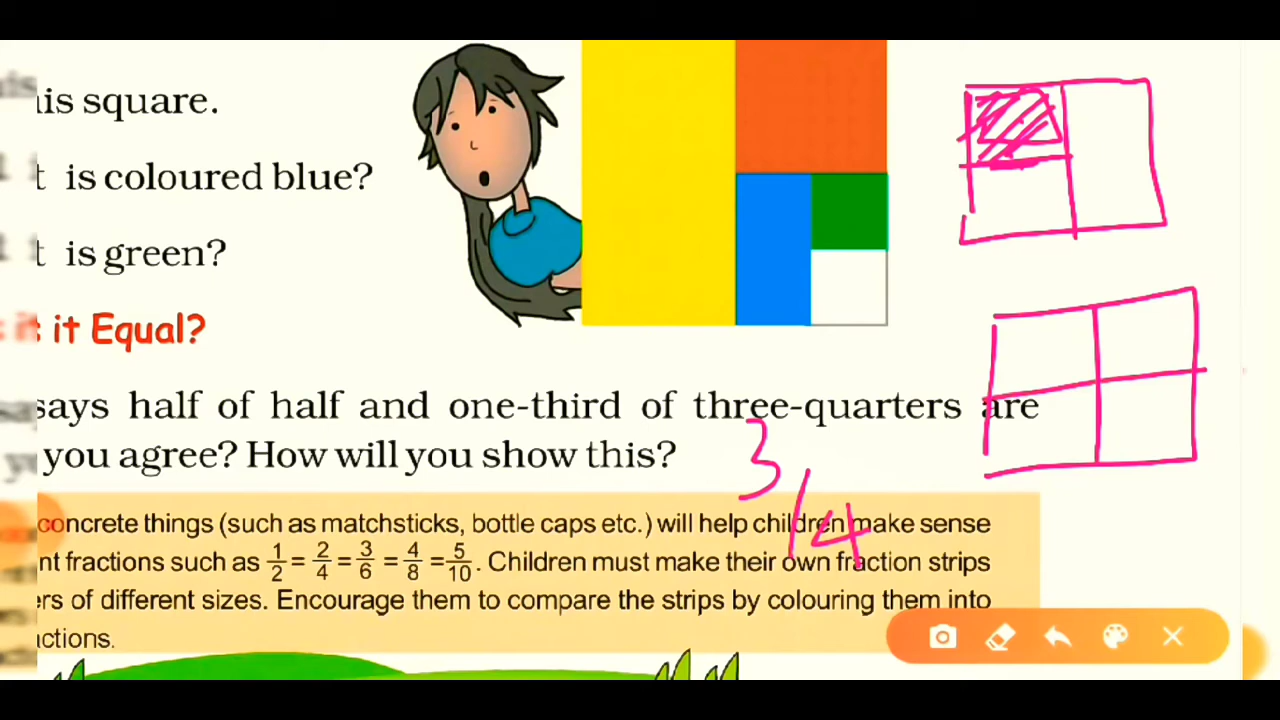 is square.
is coloured blue?
is green?
it Equal?
says half of half and one-third of three-quarters are
you agree? How will you show this?
3/4
concrete things (such as matchsticks, bottle caps etc.) will help children make sense
nt fractions such as 1/2 = 2/4 = 3/6 = 4/8 = 5/10. Children must make their own fraction strips
ers of different sizes. Encourage them to compare the strips by colouring them into
actions.